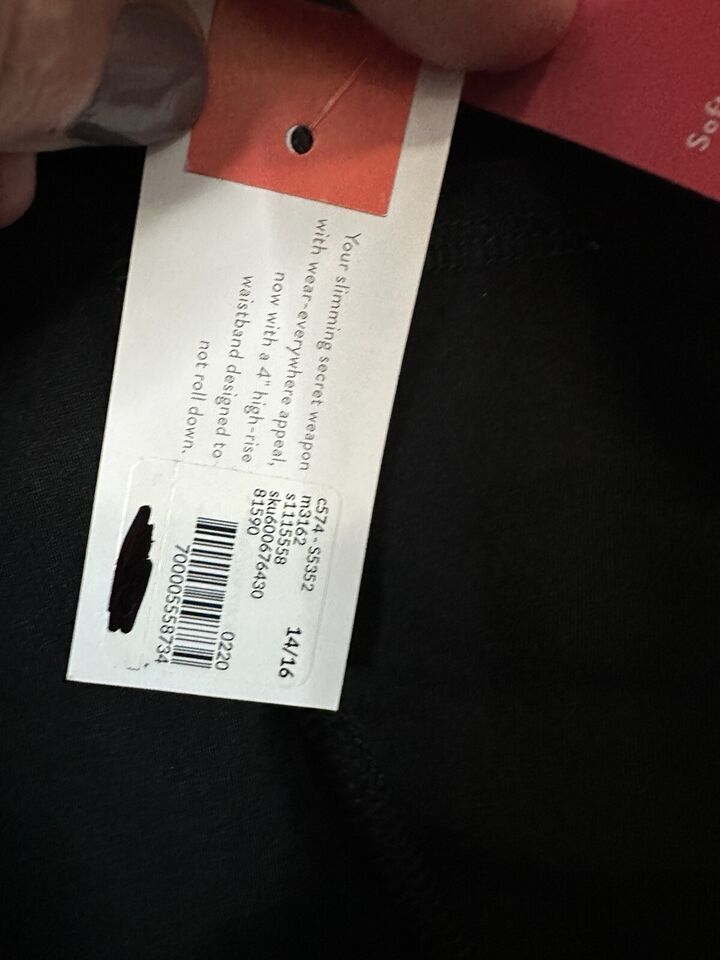 Your slimming secret weapon
with wear-everywhere appeal,
now with a 4" high-rise
waistband designed to
not roll down.
c574 - S5352
m3162
s1115558
sku600676430
81590
14/16
0220
700005558734
Sof